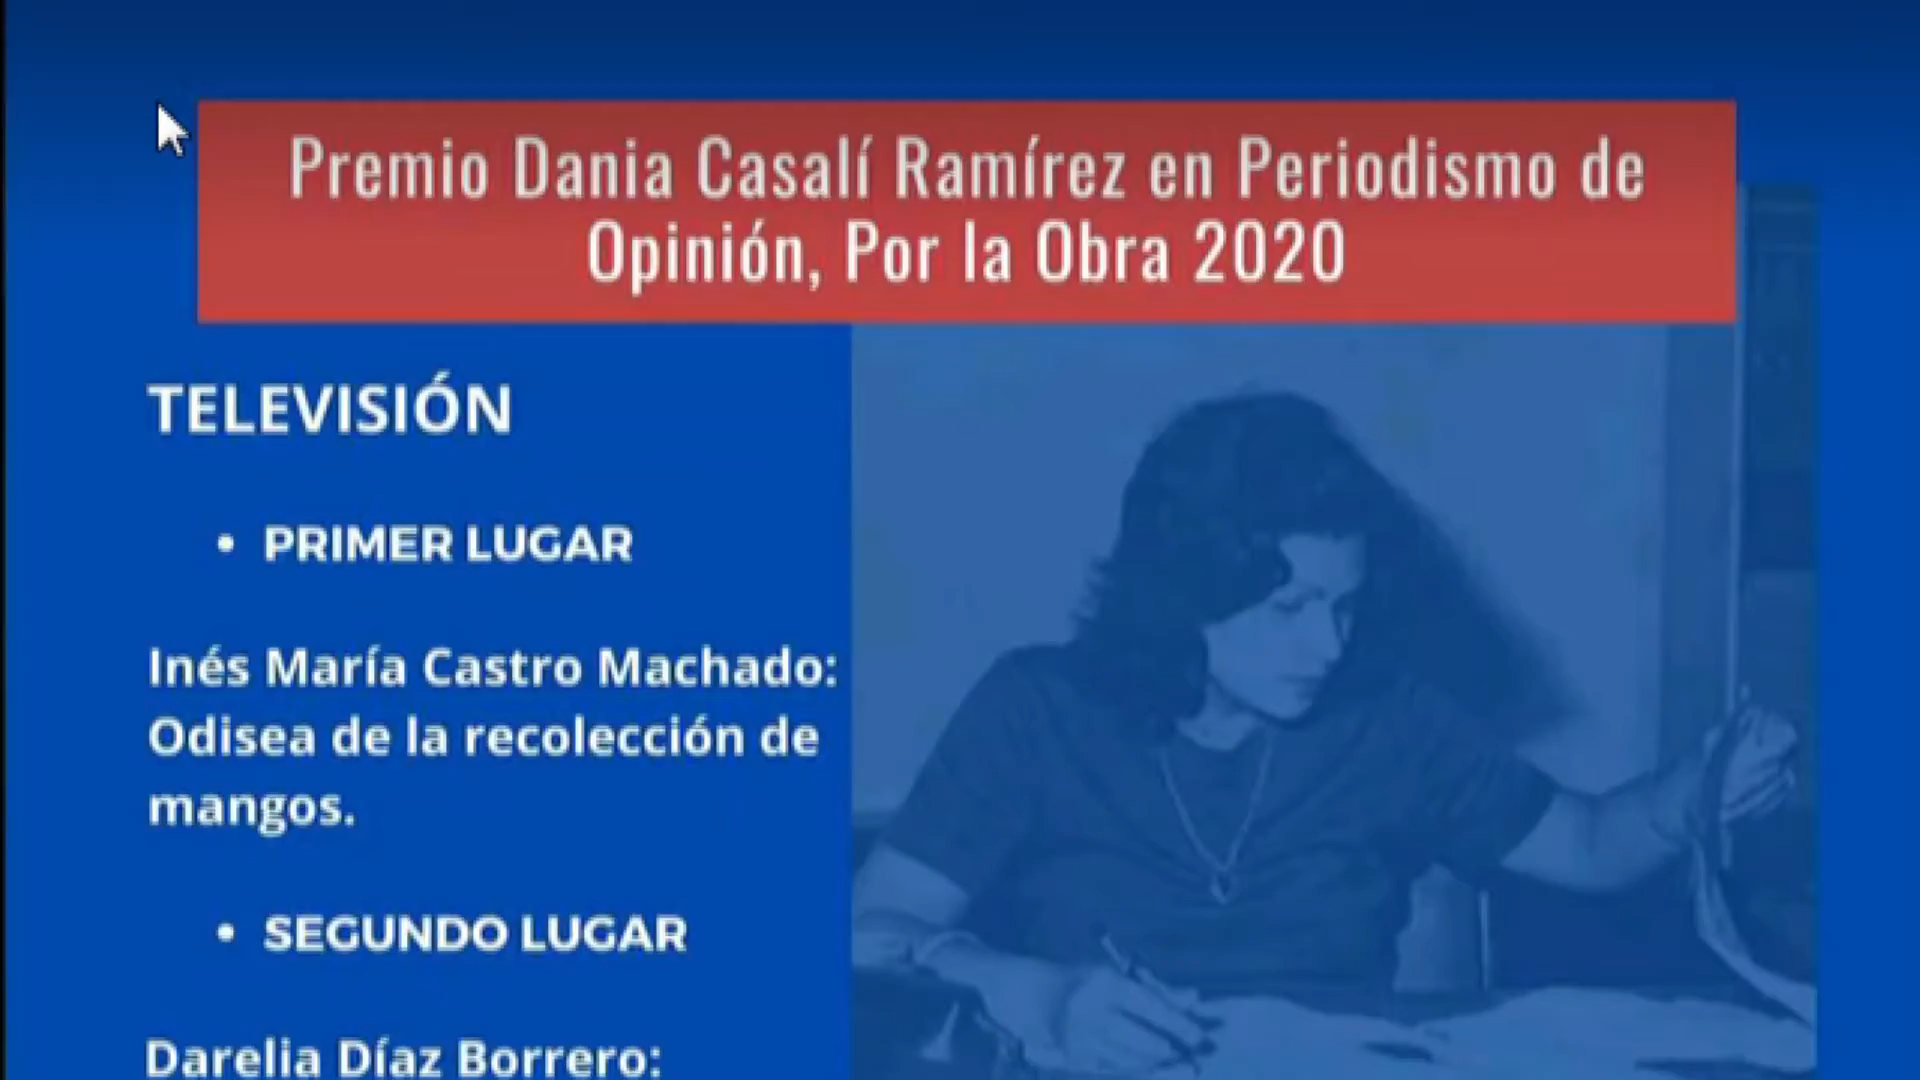 Premio Dania Casalí Ramírez en Periodismo de
Opinión, Por la Obra 2020
TELEVISIÓN
• PRIMER LUGAR
Inés María Castro Machado:
Odisea de la recolección de
mangos.
• SEGUNDO LUGAR
Darelia Díaz Borrero: